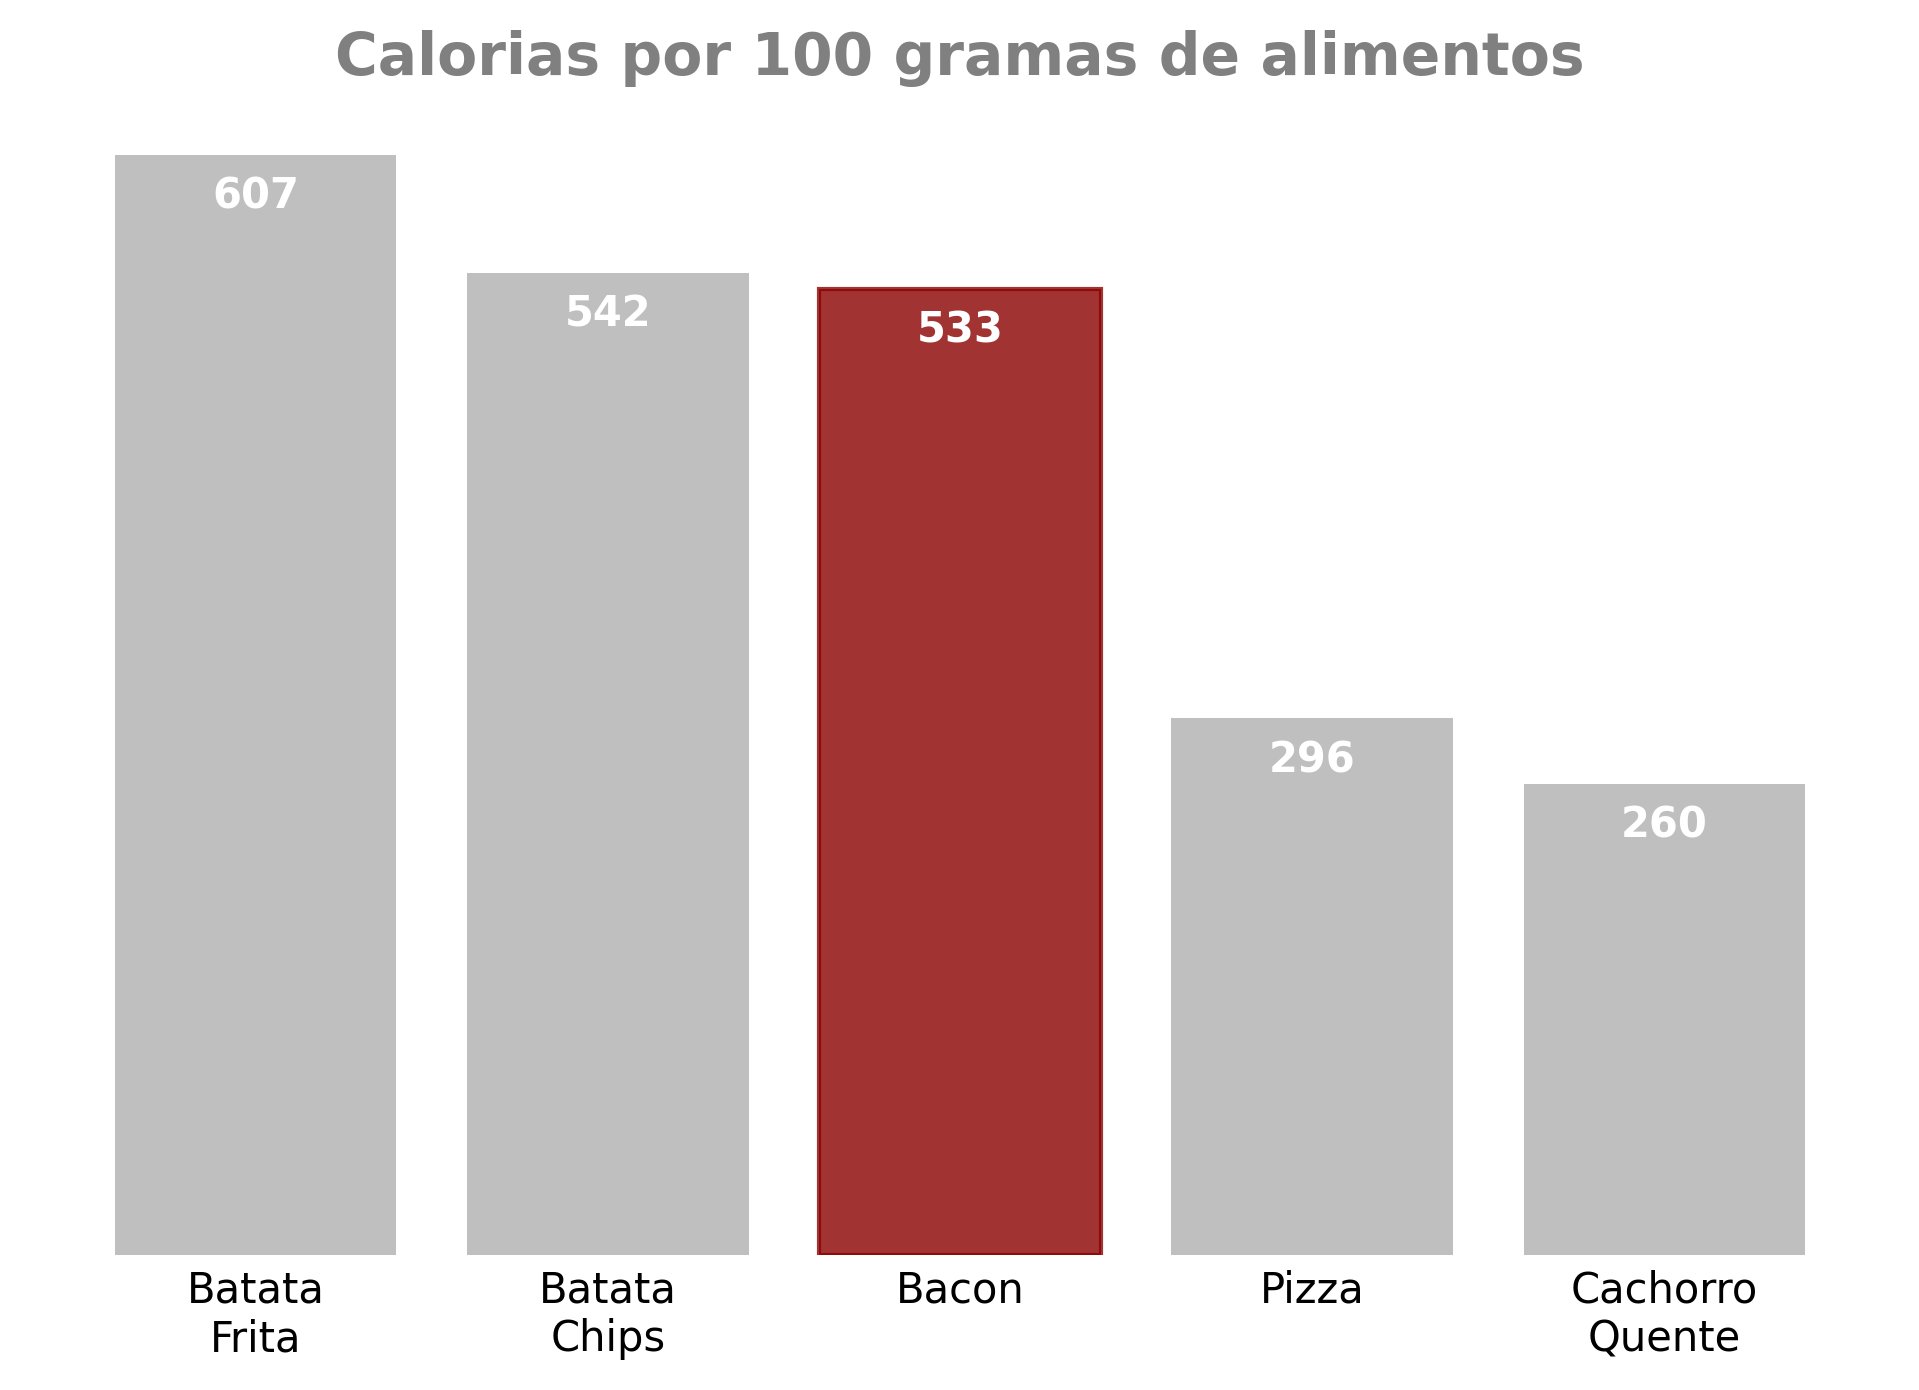 Calorias por 100 gramas de alimentos
607
542
533
296
260
Batata
Frita
Batata
Chips
Bacon
Pizza
Cachorro
Quente